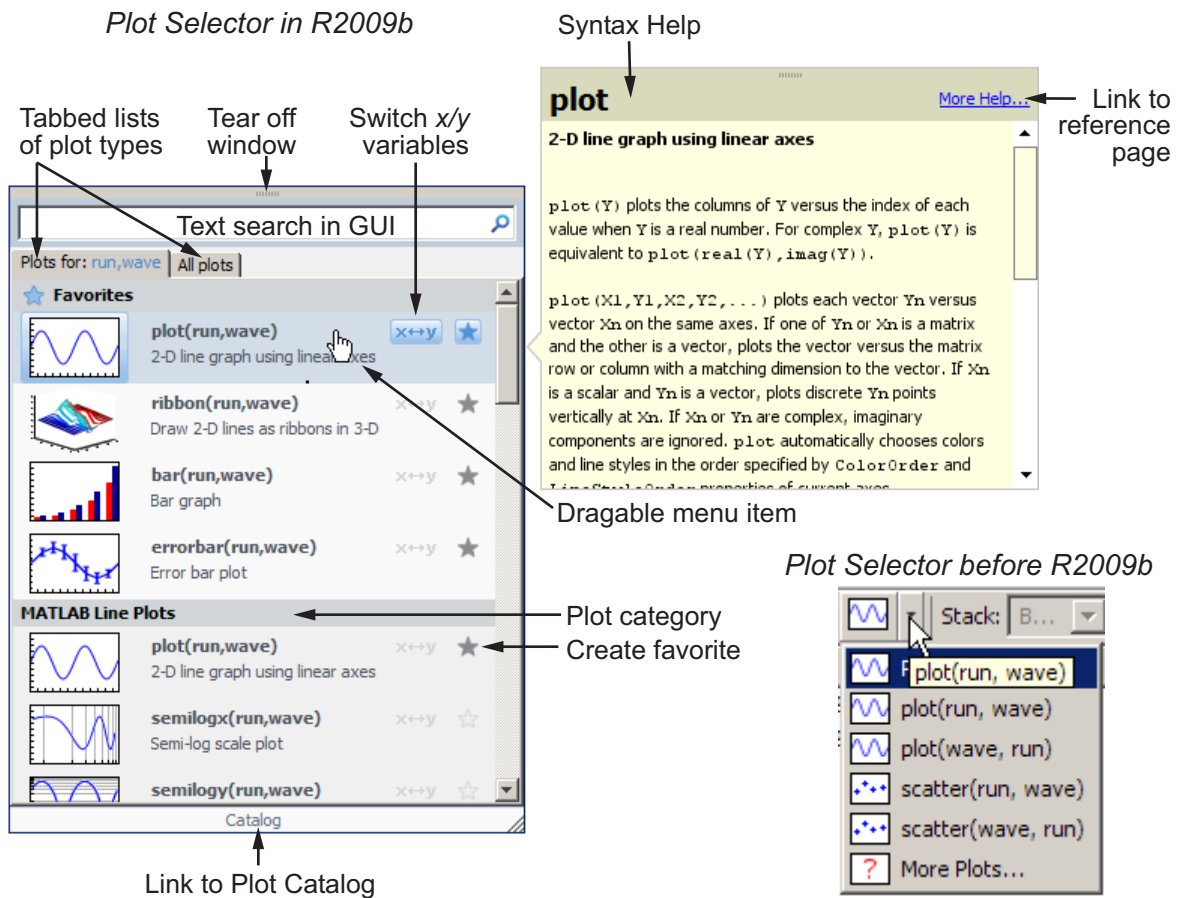 Plot Selector in R2009b
Syntax Help
Tabbed lists
of plot types
Tear off
window
Switch x/y
variables
Link to
reference
page
plot
More Help...
2-D line graph using linear axes
plot(Y) plots the columns of Y versus the index of each
value when Y is a real number. For complex Y, plot(Y) is
equivalent to plot(real(Y),imag(Y)).
plot(X1,Y1,X2,Y2,...) plots each vector Yn versus
vector Xn on the same axes. If one of Yn or Xn is a matrix
and the other is a vector, plots the vector versus the matrix
row or column with a matching dimension to the vector. If Xn
is a scalar and Yn is a vector, plots discrete Yn points
vertically at Xn. If Xn or Yn are complex, imaginary
components are ignored. plot automatically chooses colors
and line styles in the order specified by ColorOrder and
LineStyleOrder properties of current axes
Text search in GUI
Plots for: run,wave
All plots
Favorites
plot(run,wave)
x↔y
2-D line graph using linear axes
ribbon(run,wave)
x↔y
Draw 2-D lines as ribbons in 3-D
bar(run,wave)
x↔y
Bar graph
errorbar(run,wave)
x↔y
Error bar plot
MATLAB Line Plots
plot(run,wave)
x↔y
2-D line graph using linear axes
semilogx(run,wave)
x↔y
Semi-log scale plot
semilogy(run,wave)
x↔y
Catalog
Dragable menu item
Plot category
Create favorite
Link to Plot Catalog
Plot Selector before R2009b
Stack: B...
plot(run, wave)
plot(run, wave)
plot(wave, run)
scatter(run, wave)
scatter(wave, run)
? More Plots...